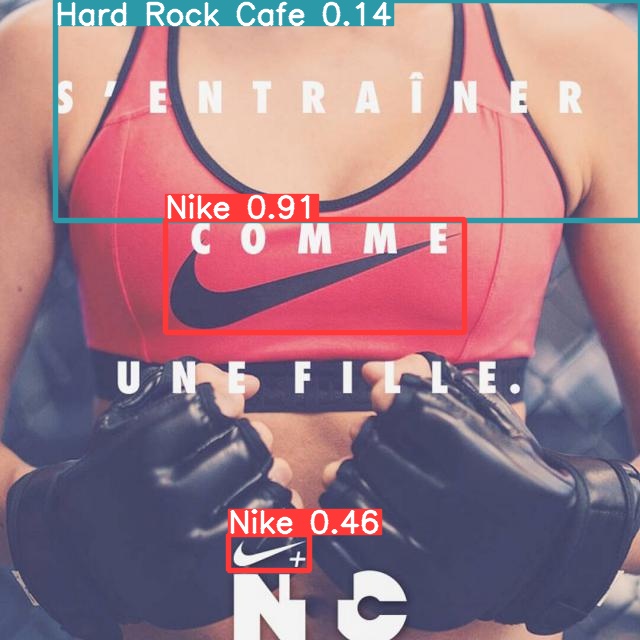 Hard Rock Cafe 0.14
S'ENTRAÎNER
Nike 0.91
COMME
UNE FILLE.
Nike 0.46
+
N+C